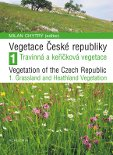 MILAN CHYTRÝ (editor)
Vegetace České republiky
1 Travinná a keříčková vegetace
Vegetation of the Czech Republic
1. Grassland and Heathland Vegetation